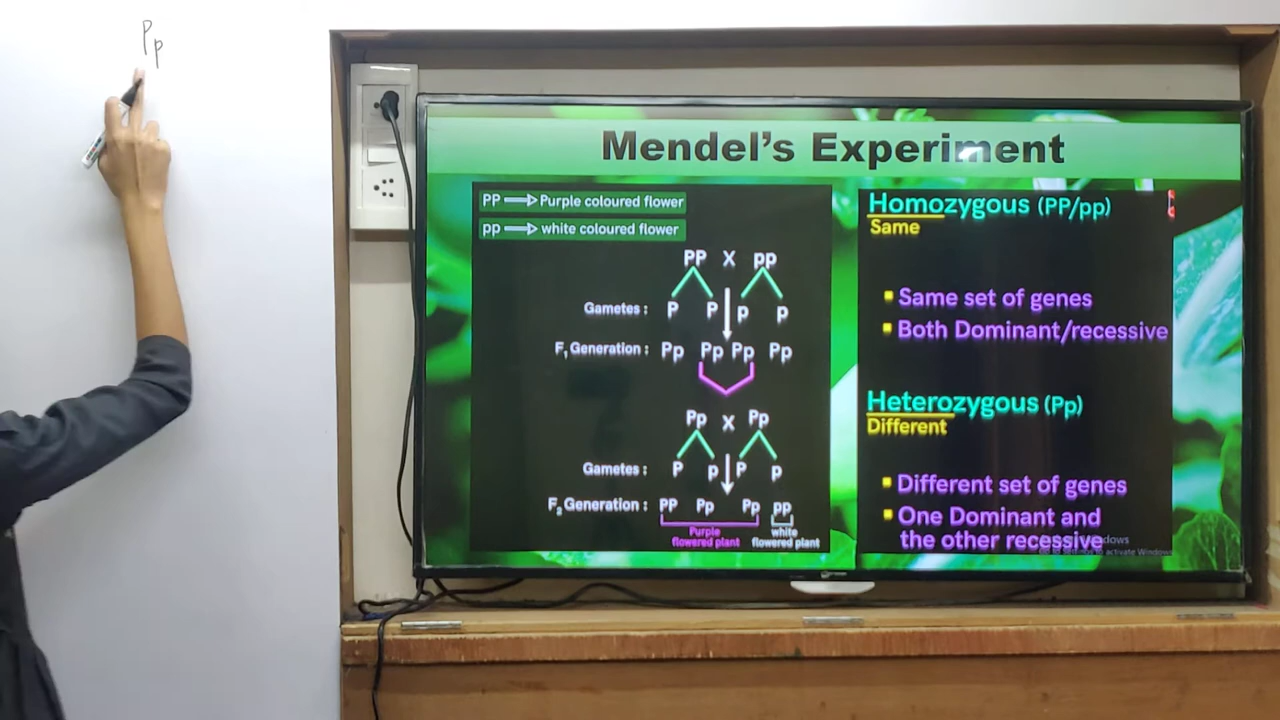 Pp
Mendel's Experiment
PP ⟹ Purple coloured flower
pp ⟹ white coloured flower
PP X pp
Gametes : P P p p
F₁ Generation : Pp Pp Pp Pp
Pp X Pp
Gametes : P p P p
F₂ Generation : PP Pp Pp pp
Purple flowered plant
white flowered plant
Homozygous (PP/pp)
Same
Same set of genes
Both Dominant/recessive
Heterozygous (Pp)
Different
Different set of genes
One Dominant and
the other recessive
to activate Windows